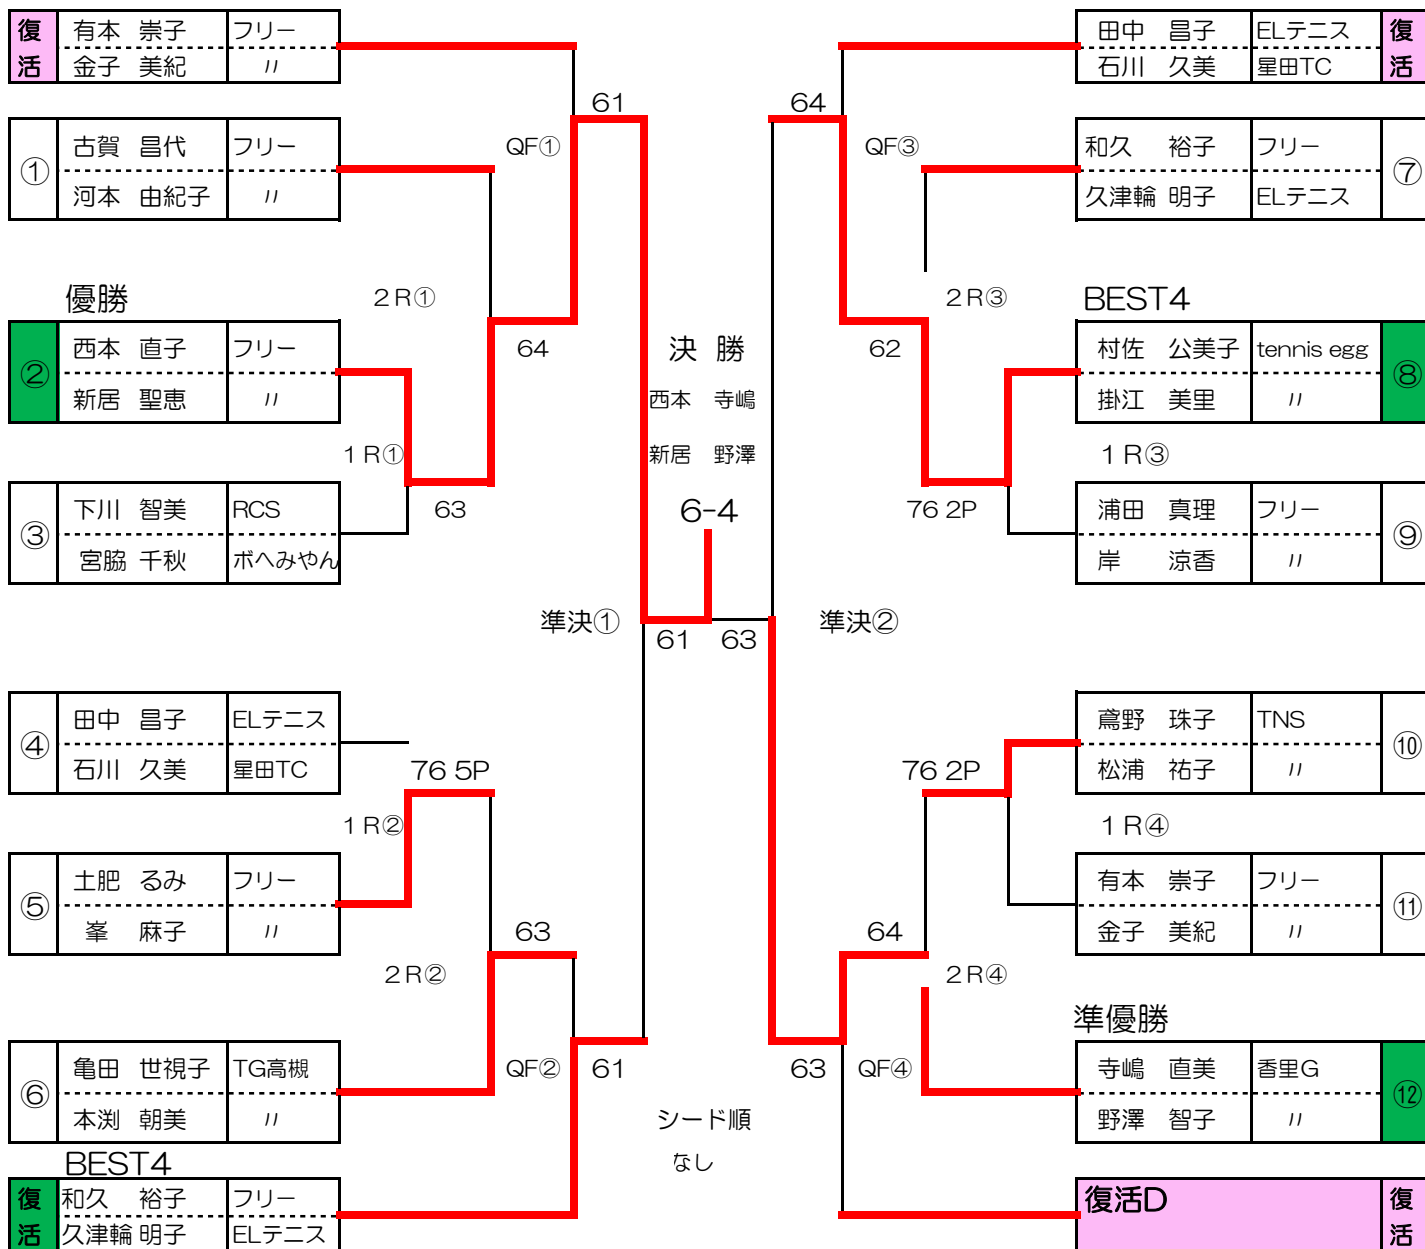 復活
有本 崇子 フリー
金子 美紀 〃
① 古賀 昌代 フリー
河本 由紀子 〃
優勝
② 西本 直子 フリー
新居 聖恵 〃
③ 下川 智美 RCS
宮脇 千秋 ボヘみやん
④ 田中 昌子 ELテニス
石川 久美 星田TC
⑤ 土肥 るみ フリー
峯 麻子 〃
⑥ 亀田 世視子 TG高槻
本渕 朝美 〃
BEST4
復活
和久 裕子 フリー
久津輪 明子 ELテニス
61
QF①
2R①
64
1R①
63
76 5P
1R②
63
2R②
QF②
61
決 勝
西本 寺嶋
新居 野澤
6-4
準決①
61
63
準決②
シード順
なし
64
QF③
2R③
62
76 2P
1R③
76 2P
1R④
64
2R④
63
QF④
田中 昌子 ELテニス
石川 久美 星田TC
復活
和久 裕子 フリー ⑦
久津輪 明子 ELテニス
BEST4
村佐 公美子 tennis egg ⑧
掛江 美里 〃
浦田 真理 フリー ⑨
岸 涼香 〃
鳶野 珠子 TNS ⑩
松浦 祐子 〃
有本 崇子 フリー ⑪
金子 美紀 〃
準優勝
寺嶋 直美 香里G ⑫
野澤 智子 〃
復活D
復活